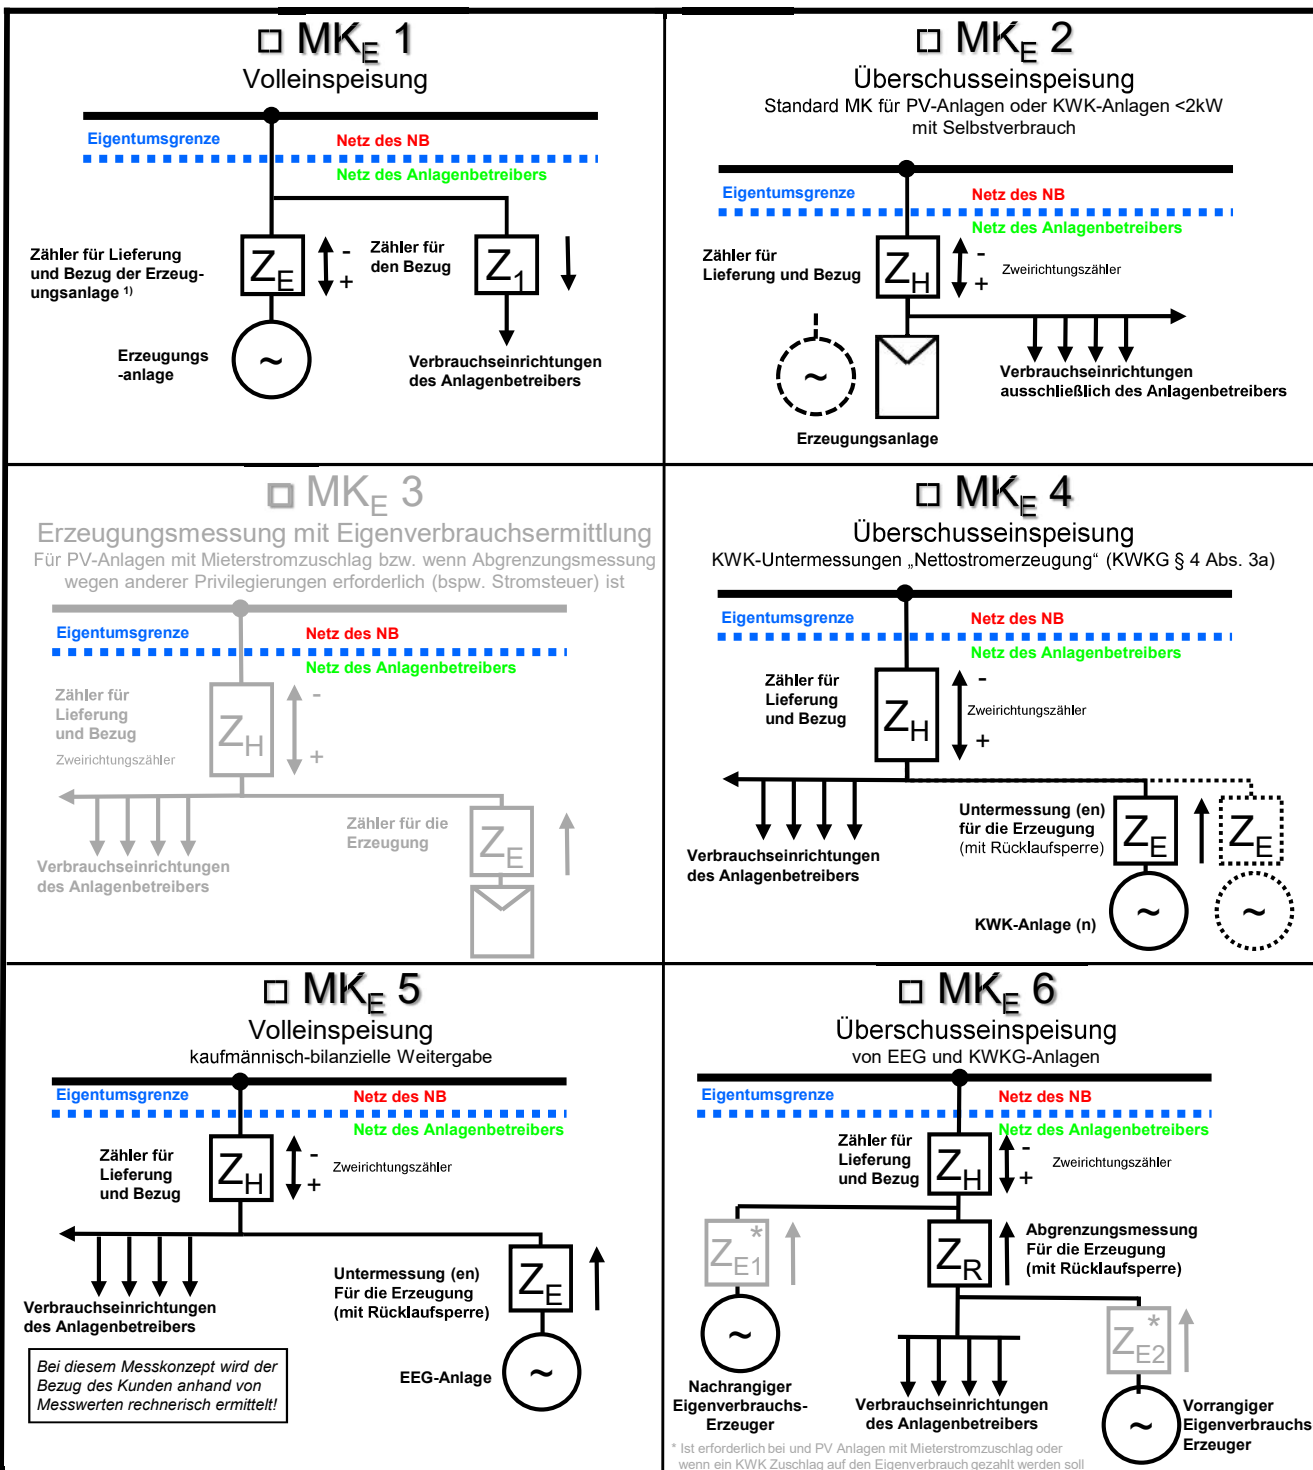 □ MKE 1
Volleinspeisung
Eigentumsgrenze
Netz des NB
Netz des Anlagenbetreibers
Zähler für Lieferung
und Bezug der Erzeug-
ungsanlage 1)
ZE
-
+
Zähler für
den Bezug
Z1
Erzeugungs
-anlage
~
Verbrauchseinrichtungen
des Anlagenbetreibers
□ MKE 2
Überschusseinspeisung
Standard MK für PV-Anlagen oder KWK-Anlagen <2kW
mit Selbstverbrauch
Eigentumsgrenze
Netz des NB
Netz des Anlagenbetreibers
Zähler für
Lieferung und Bezug
ZH
-
+
Zweirichtungszähler
~
Verbrauchseinrichtungen
ausschließlich des Anlagenbetreibers
Erzeugungsanlage
□ MKE 3
Erzeugungsmessung mit Eigenverbrauchsermittlung
Für PV-Anlagen mit Mieterstromzuschlag bzw. wenn Abgrenzungsmessung
wegen anderer Privilegierungen erforderlich (bspw. Stromsteuer) ist
Eigentumsgrenze
Netz des NB
Netz des Anlagenbetreibers
Zähler für
Lieferung
und Bezug
Zweirichtungszähler
ZH
-
+
Zähler für die
Erzeugung
ZE
Verbrauchseinrichtungen
des Anlagenbetreibers
□ MKE 4
Überschusseinspeisung
KWK-Untermessungen „Nettostromerzeugung“ (KWKG § 4 Abs. 3a)
Eigentumsgrenze
Netz des NB
Netz des Anlagenbetreibers
Zähler für
Lieferung
und Bezug
ZH
-
Zweirichtungszähler
+
Untermessung (en)
für die Erzeugung
(mit Rücklaufsperre)
ZE
ZE
Verbrauchseinrichtungen
des Anlagenbetreibers
KWK-Anlage (n)
~
~
□ MKE 5
Volleinspeisung
kaufmännisch-bilanzielle Weitergabe
Eigentumsgrenze
Netz des NB
Netz des Anlagenbetreibers
Zähler für
Lieferung
und Bezug
ZH
-
+
Zweirichtungszähler
Untermessung (en)
Für die Erzeugung
(mit Rücklaufsperre)
ZE
Verbrauchseinrichtungen
des Anlagenbetreibers
Bei diesem Messkonzept wird der
Bezug des Kunden anhand von
Messwerten rechnerisch ermittelt!
EEG-Anlage
~
□ MKE 6
Überschusseinspeisung
von EEG und KWKG-Anlagen
Eigentumsgrenze
Netz des NB
Netz des Anlagenbetreibers
Zähler für
Lieferung
und Bezug
ZH
-
+
Zweirichtungszähler
ZE1*
ZR
Abgrenzungsmessung
Für die Erzeugung
(mit Rücklaufsperre)
~
ZE2*
Nachrangiger
Eigenverbrauchs-
Erzeuger
Verbrauchseinrichtungen
des Anlagenbetreibers
~
Vorrangiger
Eigenverbrauchs
Erzeuger
* Ist erforderlich bei und PV Anlagen mit Mieterstromzuschlag oder
wenn ein KWK Zuschlag auf den Eigenverbrauch gezahlt werden soll